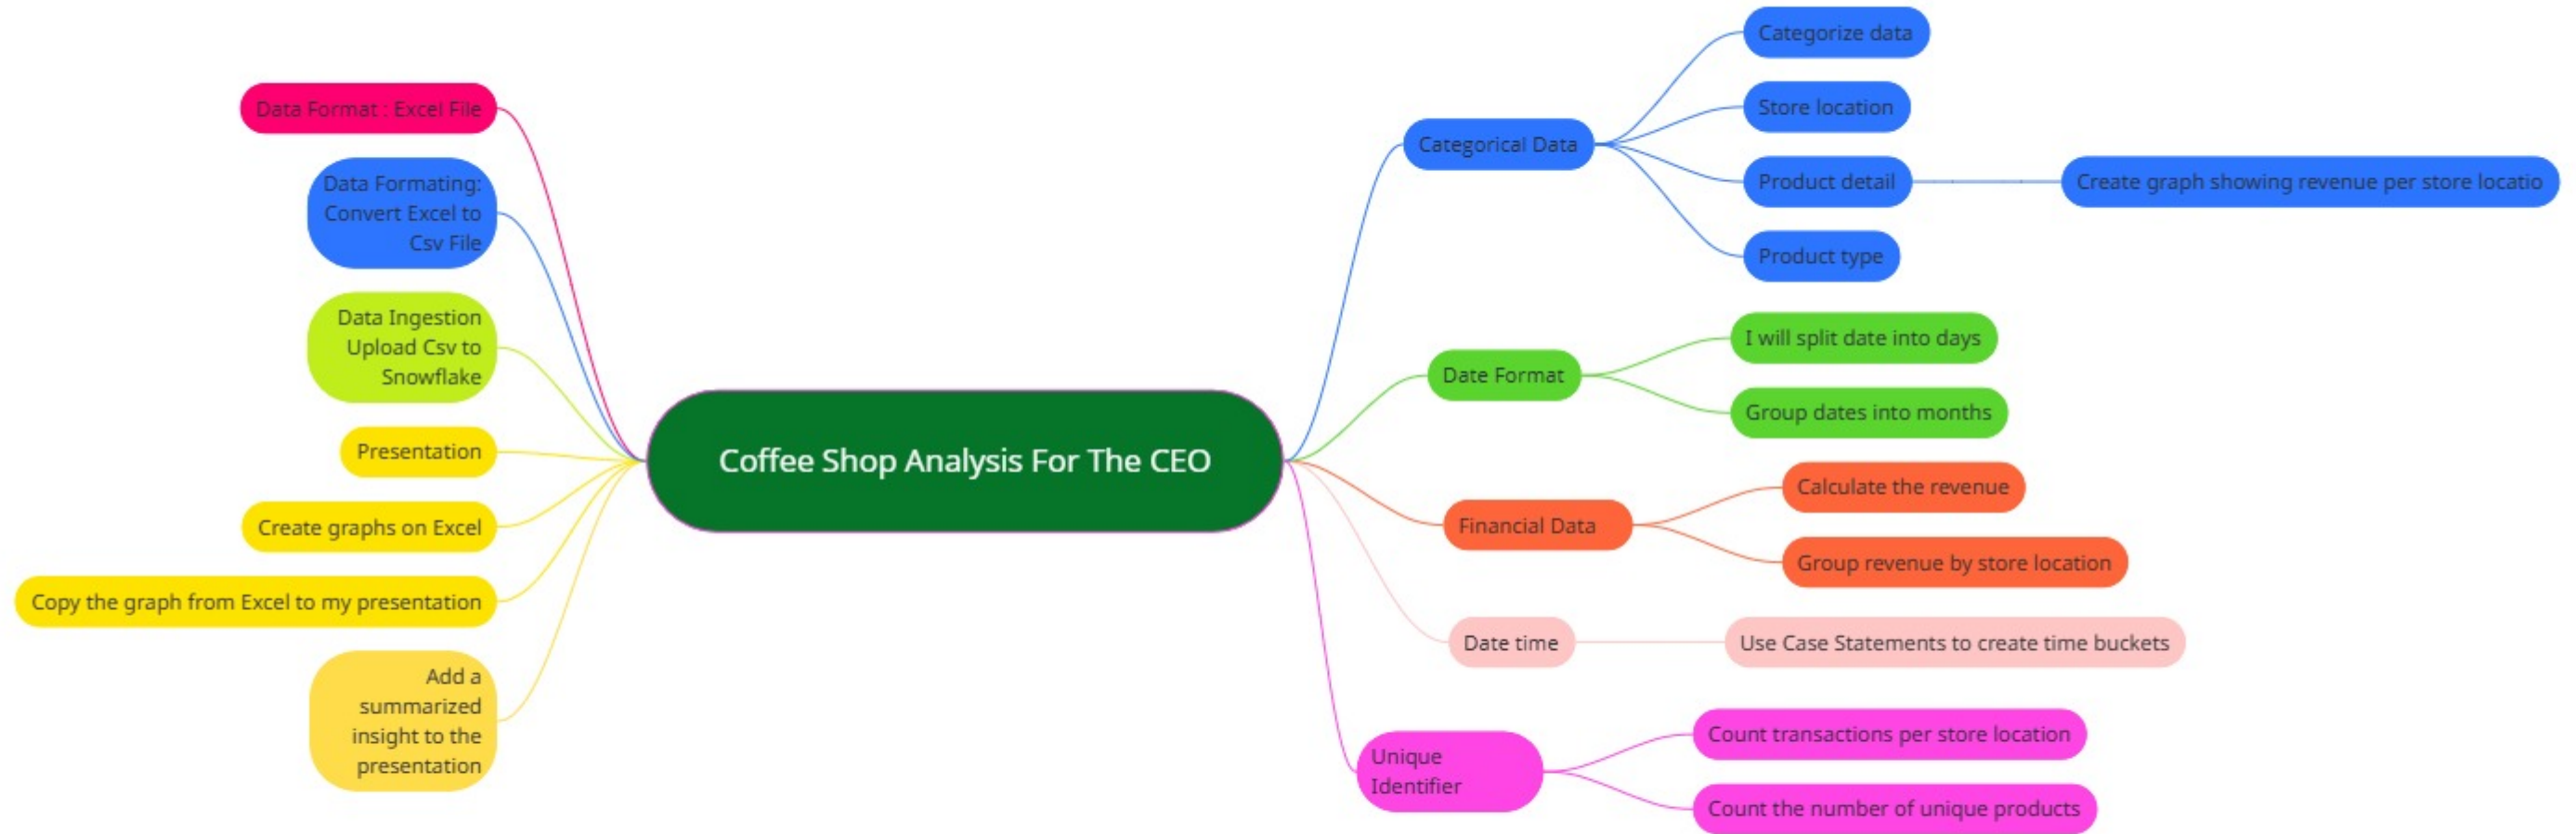 Data Format : Excel File
Data Formating:
Convert Excel to
Csv File
Data Ingestion
Upload Csv to
Snowflake
Presentation
Create graphs on Excel
Copy the graph from Excel to my presentation
Add a
summarized
insight to the
presentation
Coffee Shop Analysis For The CEO
Categorical Data
Categorize data
Store location
Product detail
Create graph showing revenue per store locatio
Product type
Date Format
I will split date into days
Group dates into months
Financial Data
Calculate the revenue
Group revenue by store location
Date time
Use Case Statements to create time buckets
Unique
Identifier
Count transactions per store location
Count the number of unique products